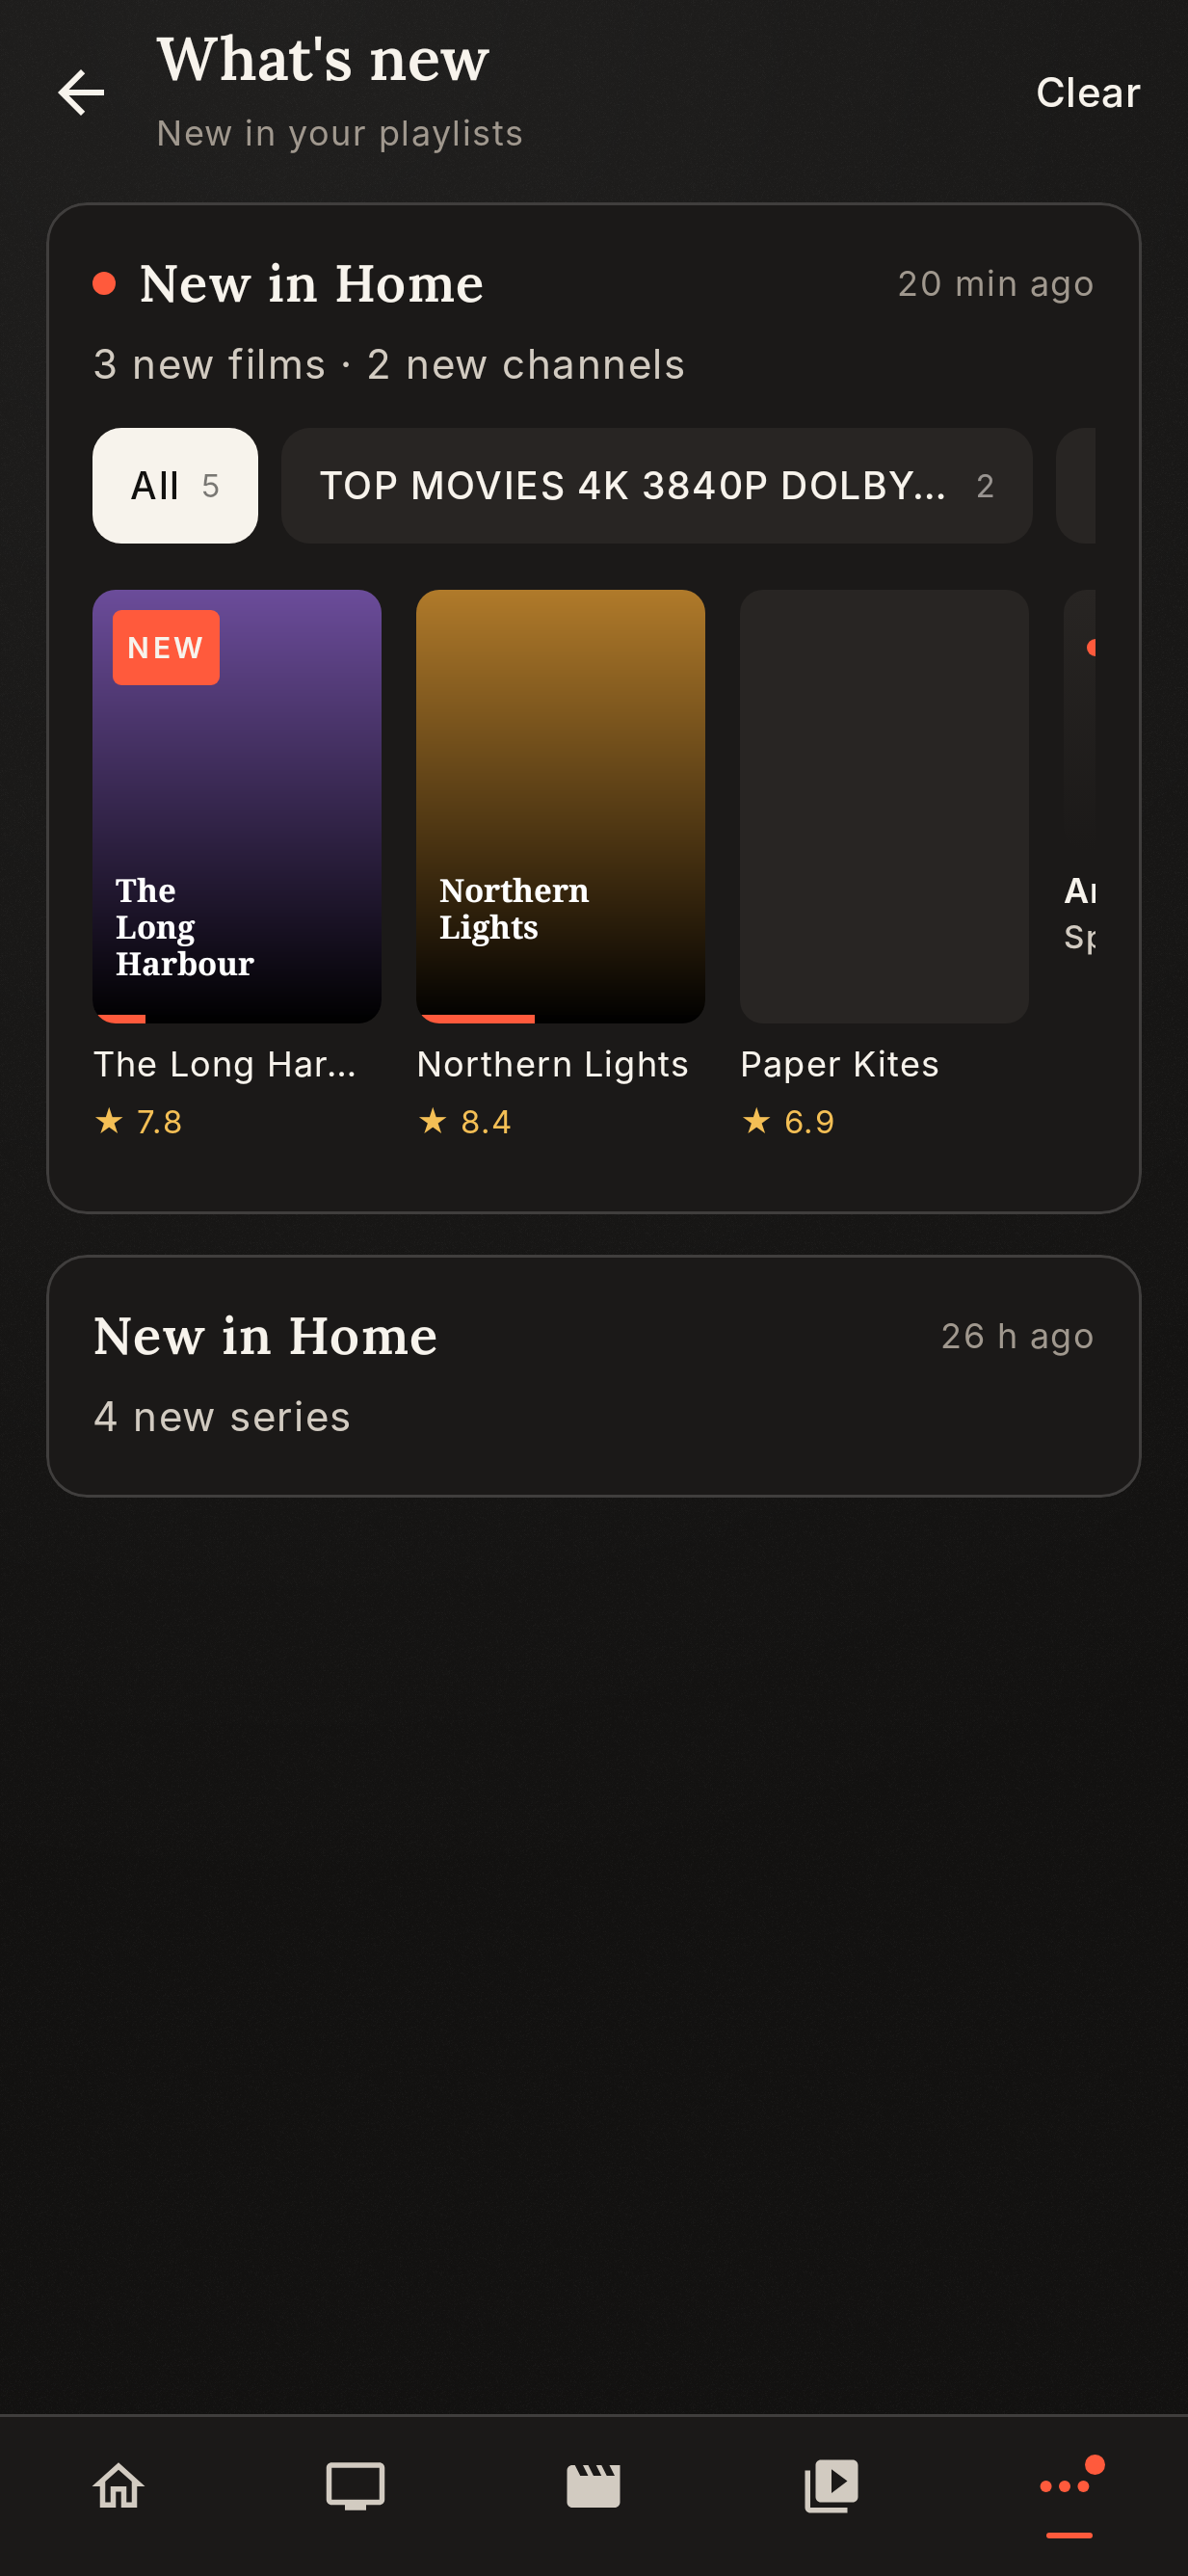 What's new
New in your playlists
Clear
New in Home
20 min ago
3 new films · 2 new channels
All 5
TOP MOVIES 4K 3840P DOLBY... 2
NEW
The
Long
Harbour
Northern
Lights
The Long Har...
★ 7.8
Northern Lights
★ 8.4
Paper Kites
★ 6.9
New in Home
26 h ago
4 new series